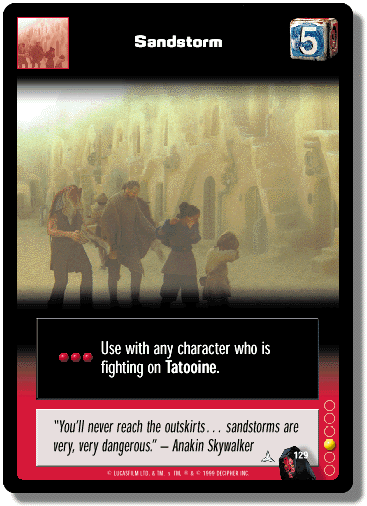 Sandstorm
5
Use with any character who is
fighting on Tatooine.
"You'll never reach the outskirts... sandstorms are
very, very dangerous." – Anakin Skywalker
129
© LUCASFILM LTD. & TM. ® & © 1999 DECIPHER INC.